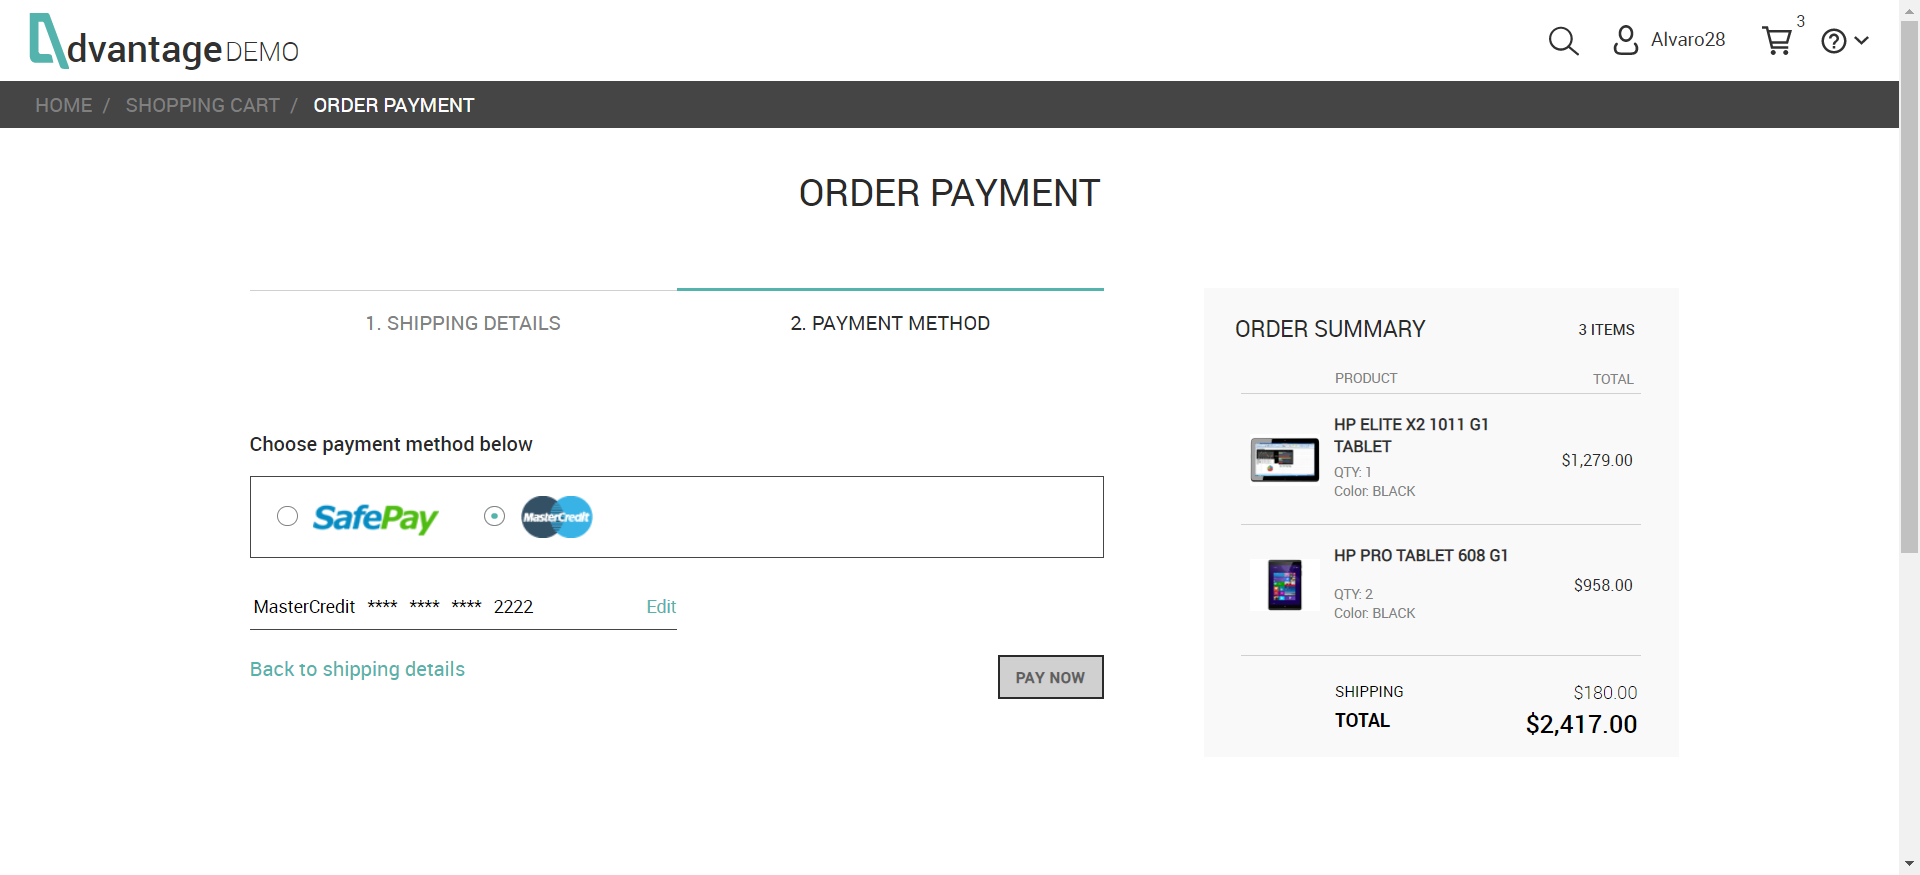 dvantage DEMO
Alvaro28
3
HOME / SHOPPING CART / ORDER PAYMENT
ORDER PAYMENT
1. SHIPPING DETAILS
2. PAYMENT METHOD
Choose payment method below
SafePay
MasterCredit
MasterCredit **** **** **** 2222
Edit
Back to shipping details
PAY NOW
ORDER SUMMARY
3 ITEMS
PRODUCT
TOTAL
HP ELITE X2 1011 G1
TABLET
QTY: 1
Color: BLACK
$1,279.00
HP PRO TABLET 608 G1
QTY: 2
Color: BLACK
$958.00
SHIPPING
$180.00
TOTAL
$2,417.00